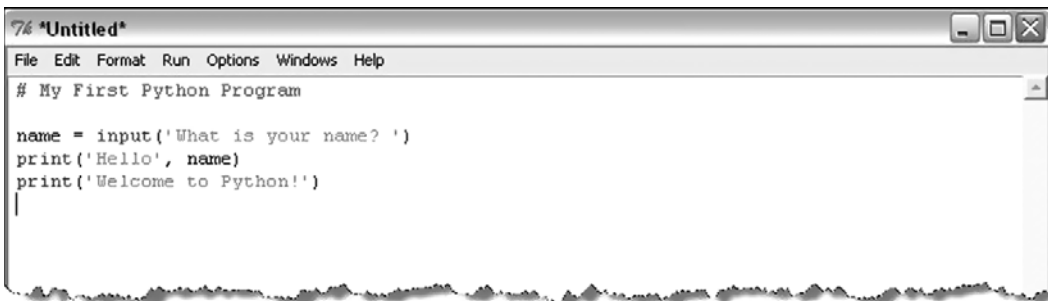 7% *Untitled*
File Edit Format Run Options Windows Help
# My First Python Program
name = input('What is your name? ')
print('Hello', name)
print('Welcome to Python!')